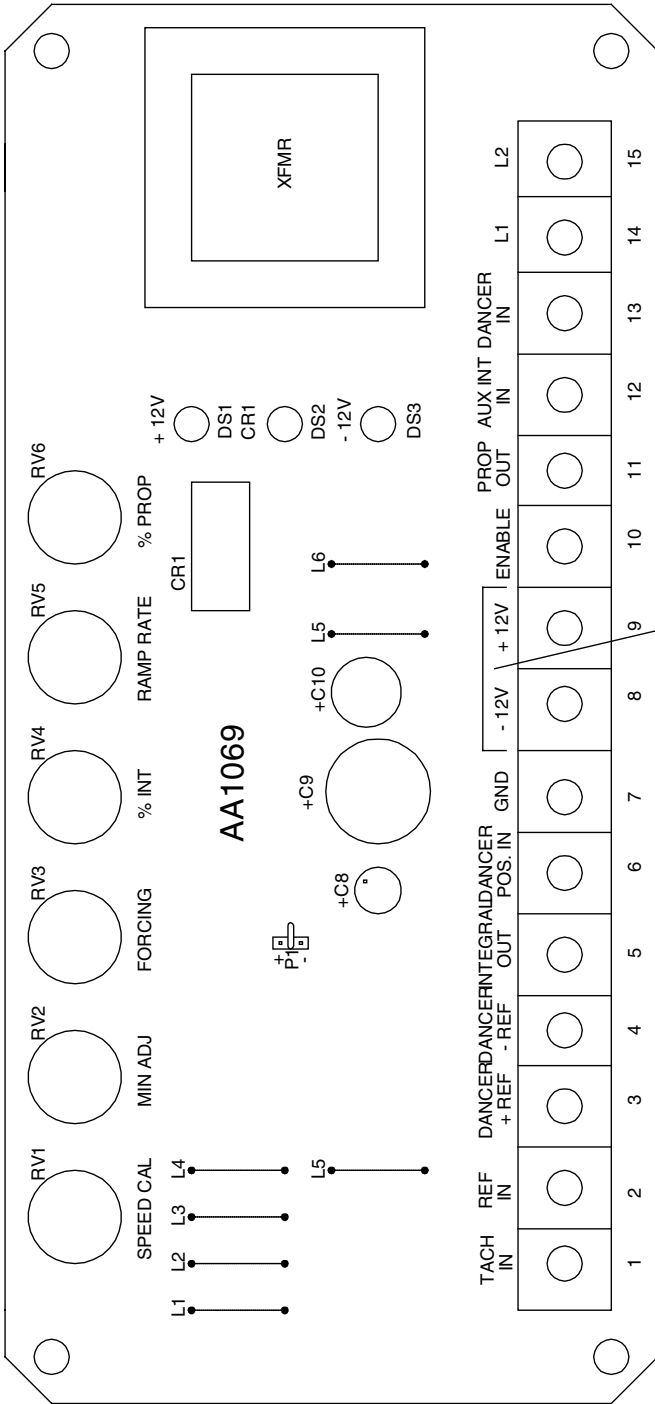 RV1
RV2
RV3
RV4
RV5
RV6
SPEED CAL
MIN ADJ
FORCING
% INT
RAMP RATE
% PROP
XFMR
+ 12V
DS1
CR1
DS2
- 12V
DS3
CR1
AA1069
L1
L2
L3
L4
L5
+
P1
-
+C8
+C9
+C10
L5
L6
TACH
IN
REF
IN
DANCER
+ REF
DANCER
- REF
INTEGRAL
OUT
DANCER
POS. IN
GND
- 12V
+ 12V
ENABLE
PROP
OUT
AUX INT
IN
DANCER
IN
L1
L2
1
2
3
4
5
6
7
8
9
10
11
12
13
14
15